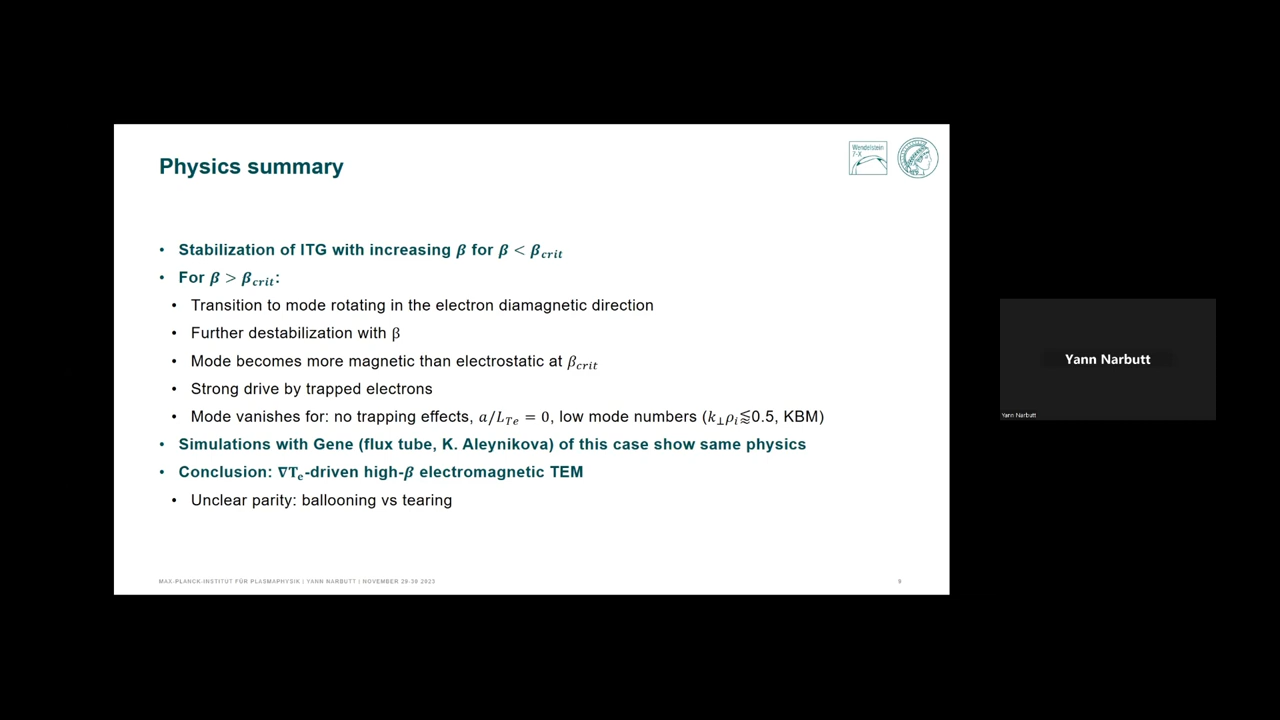 Physics summary
Wendelstein
7-X
• Stabilization of ITG with increasing β for β < β_crit
• For β > β_crit:
• Transition to mode rotating in the electron diamagnetic direction
• Further destabilization with β
• Mode becomes more magnetic than electrostatic at β_crit
• Strong drive by trapped electrons
• Mode vanishes for: no trapping effects, a/L_Te = 0, low mode numbers (k⊥ρi⪅0.5, KBM)
• Simulations with Gene (flux tube, K. Aleynikova) of this case show same physics
• Conclusion: ∇T_e-driven high-β electromagnetic TEM
• Unclear parity: ballooning vs tearing
MAX-PLANCK-INSTITUT FÜR PLASMAPHYSIK | YANN NARBUTT | NOVEMBER 29-30 2023
9
Yann Narbutt
Yann Narbutt